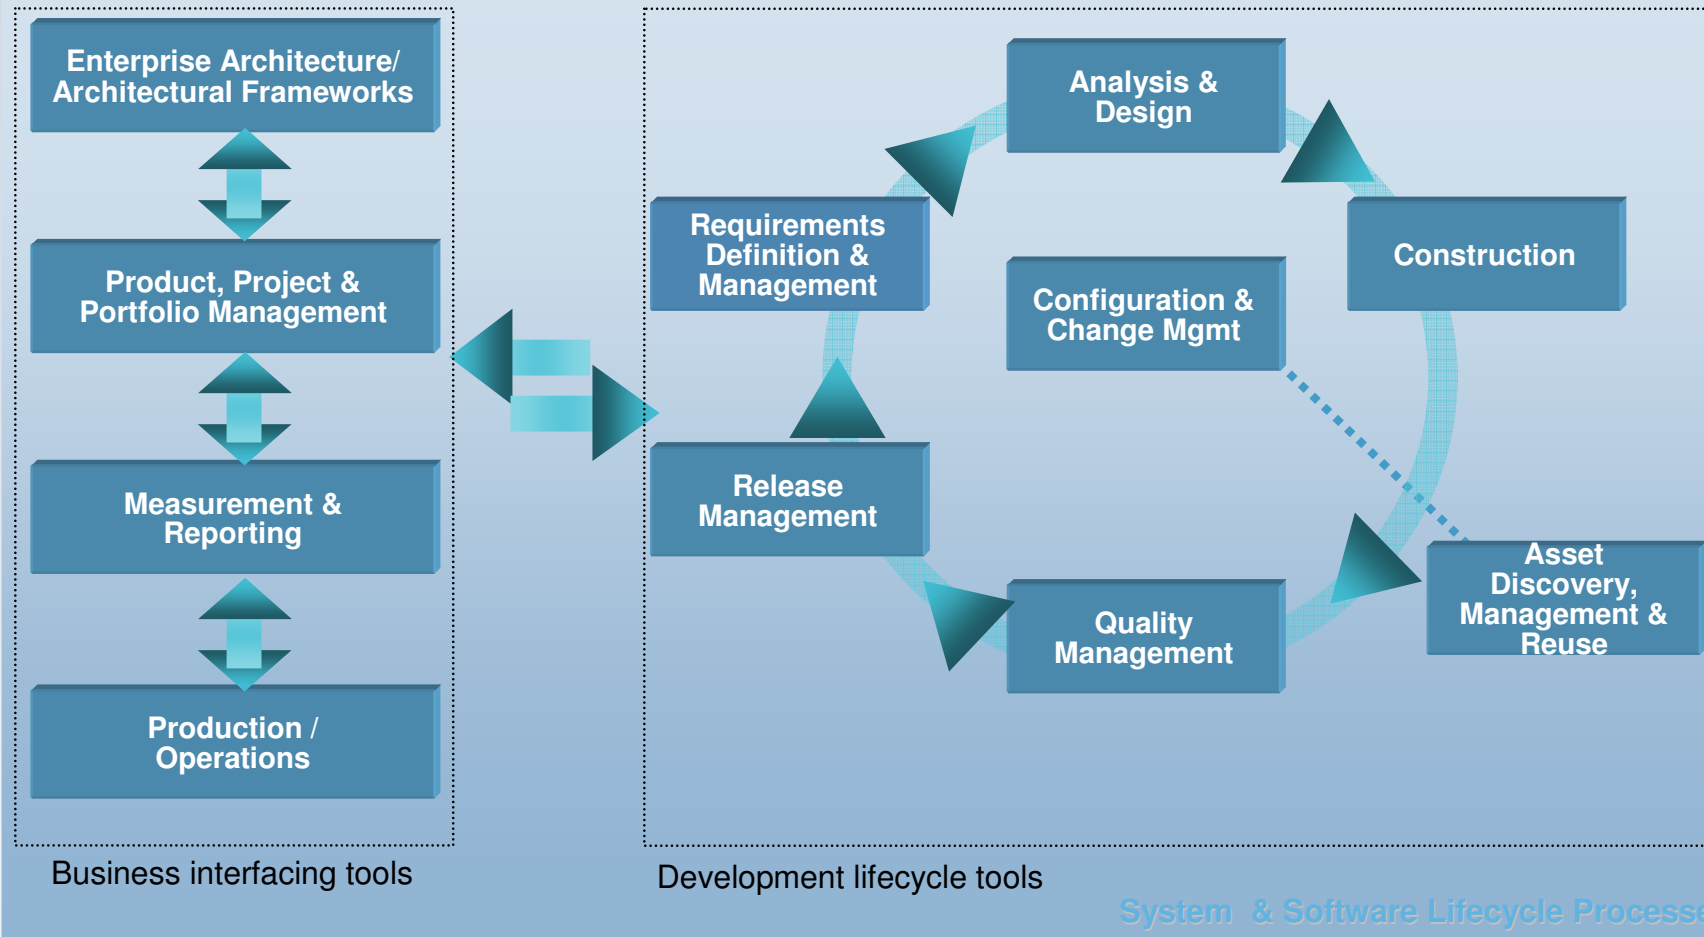 Enterprise Architecture/
Architectural Frameworks
Product, Project &
Portfolio Management
Measurement &
Reporting
Production /
Operations
Business interfacing tools
Analysis &
Design
Requirements
Definition &
Management
Construction
Configuration &
Change Mgmt
Release
Management
Quality
Management
Asset
Discovery,
Management &
Reuse
Development lifecycle tools
System & Software Lifecycle Processe